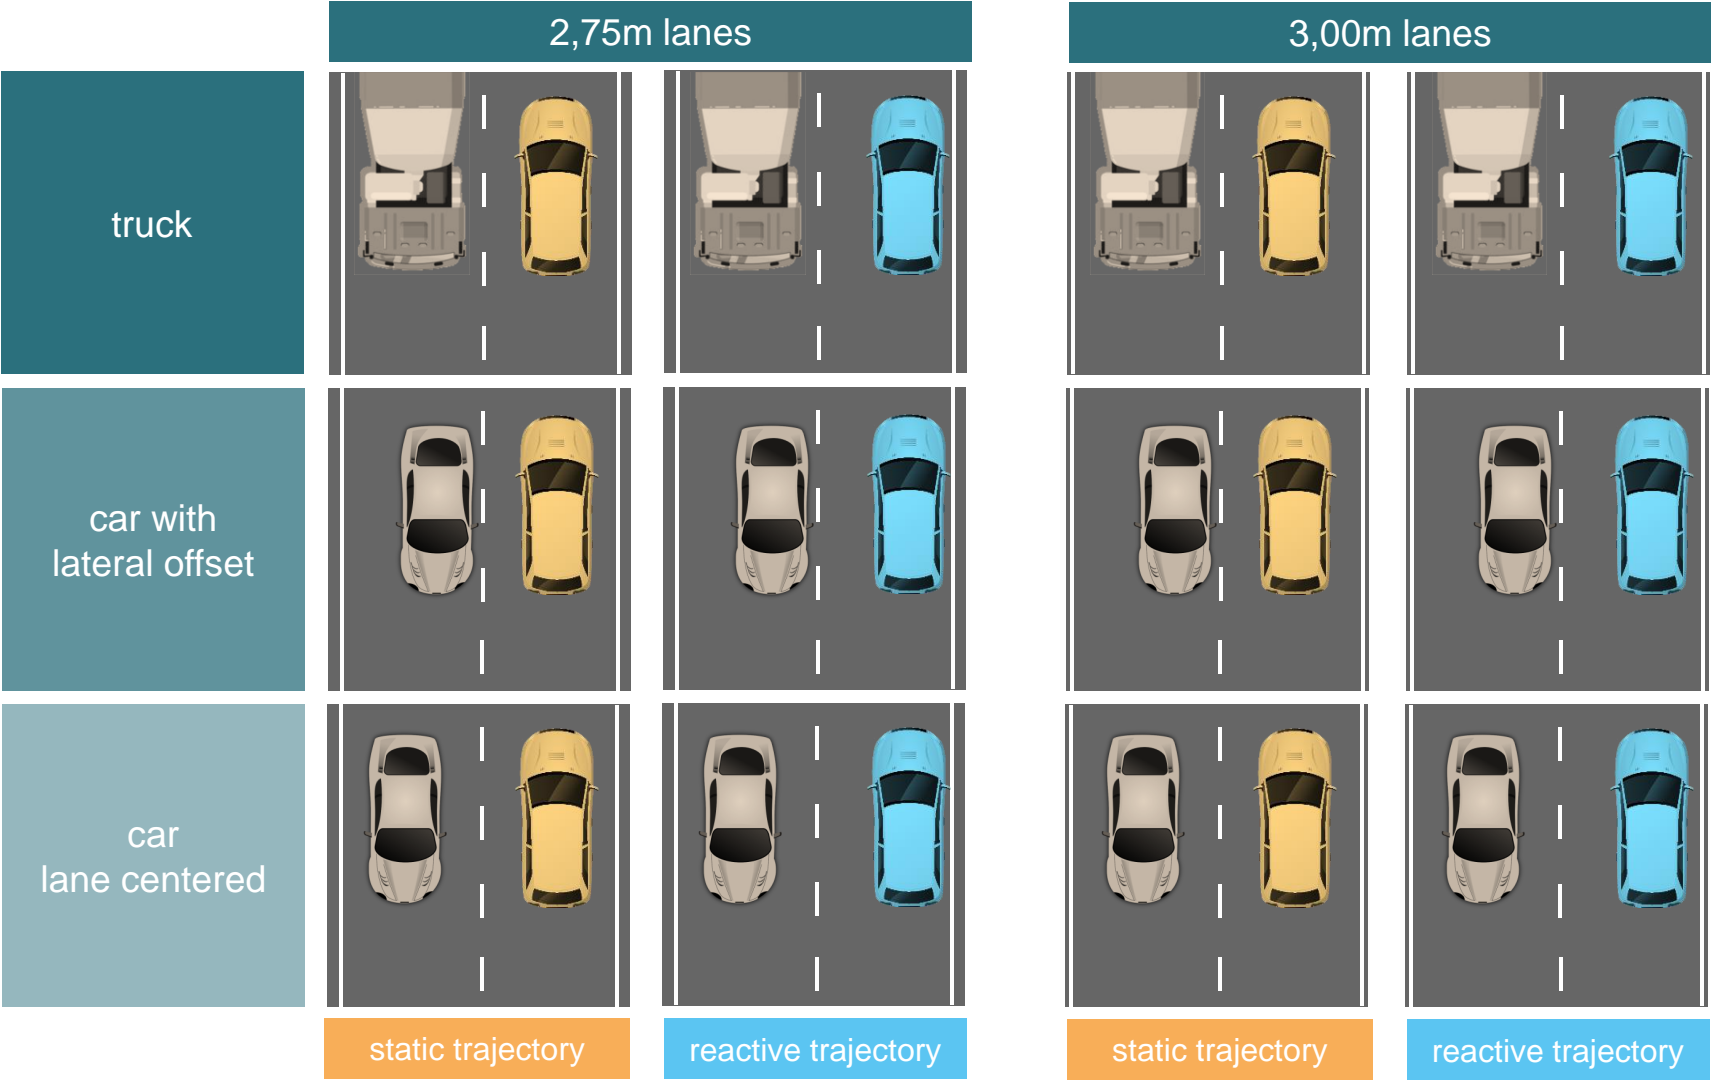 2,75m lanes
3,00m lanes
truck
car with
lateral offset
car
lane centered
static trajectory
reactive trajectory
static trajectory
reactive trajectory